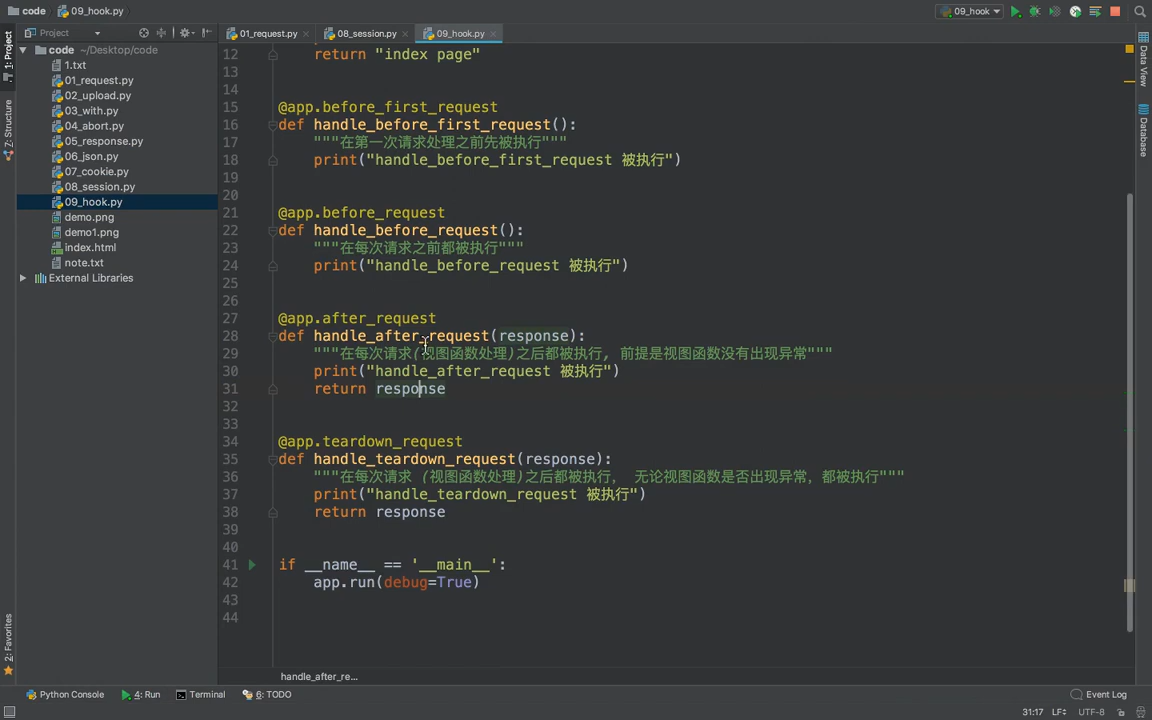 code 09_hook.py 09_hook
Project 01_request.py 08_session.py 09_hook.py
1: Project
Z: Structure
2: Favorites
Data View
Database
code ~/Desktop/code
1.txt
01_request.py
02_upload.py
03_with.py
04_abort.py
05_response.py
06_json.py
07_cookie.py
08_session.py
09_hook.py
demo.png
demo1.png
index.html
note.txt
External Libraries
12 return "index page"
13
14
15 @app.before_first_request
16 def handle_before_first_request():
17 """在第一次请求处理之前先被执行"""
18 print("handle_before_first_request 被执行")
19
20
21 @app.before_request
22 def handle_before_request():
23 """在每次请求之前都被执行"""
24 print("handle_before_request 被执行")
25
26
27 @app.after_request
28 def handle_after_request(response):
29 """在每次请求(视图函数处理)之后都被执行, 前提是视图函数没有出现异常"""
30 print("handle_after_request 被执行")
31 return response
32
33
34 @app.teardown_request
35 def handle_teardown_request(response):
36 """在每次请求 (视图函数处理)之后都被执行, 无论视图函数是否出现异常, 都被执行"""
37 print("handle_teardown_request 被执行")
38 return response
39
40
41 if __name__ == '__main__':
42 app.run(debug=True)
43
44
handle_after_re...
Python Console 4: Run Terminal 6: TODO Event Log
31:17 LF÷ UTF-8